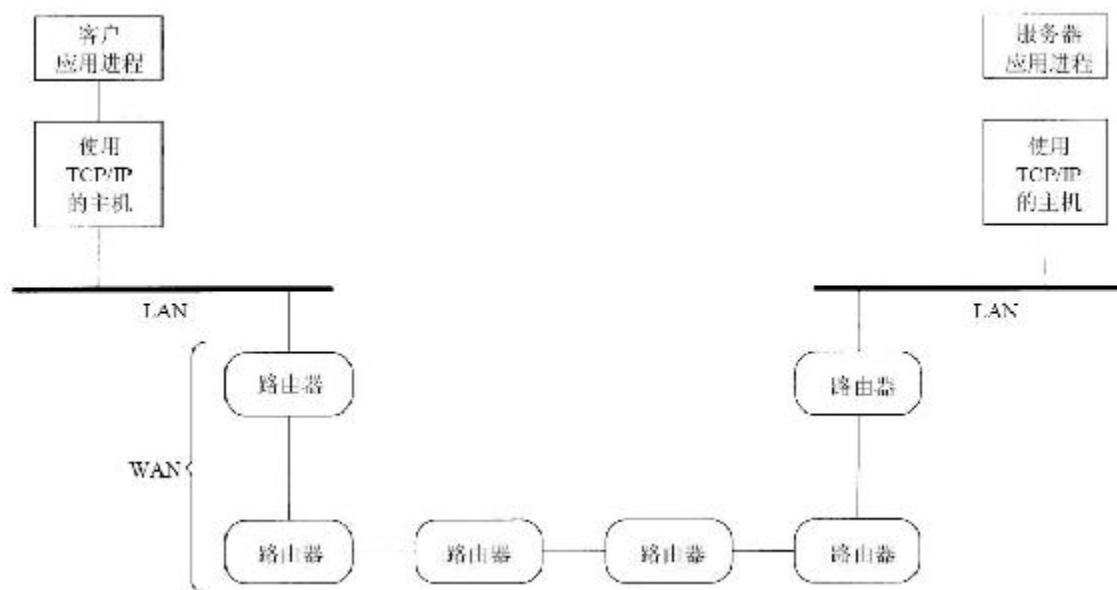 客户
应用进程
服务器
应用进程
使用
TCP/IP
的主机
使用
TCP/IP
的主机
LAN
LAN
路由器
路由器
WAN
路由器
路由器
路由器
路由器